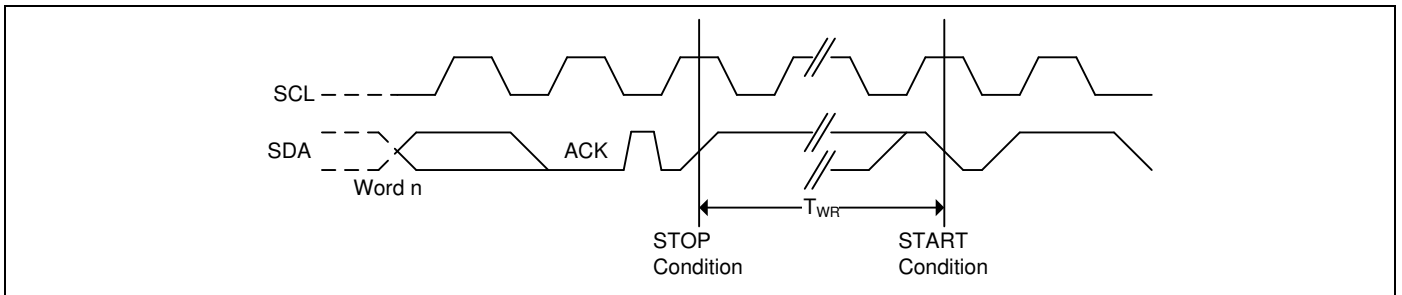 SCL
SDA
ACK
Word n
TWR
STOP
Condition
START
Condition